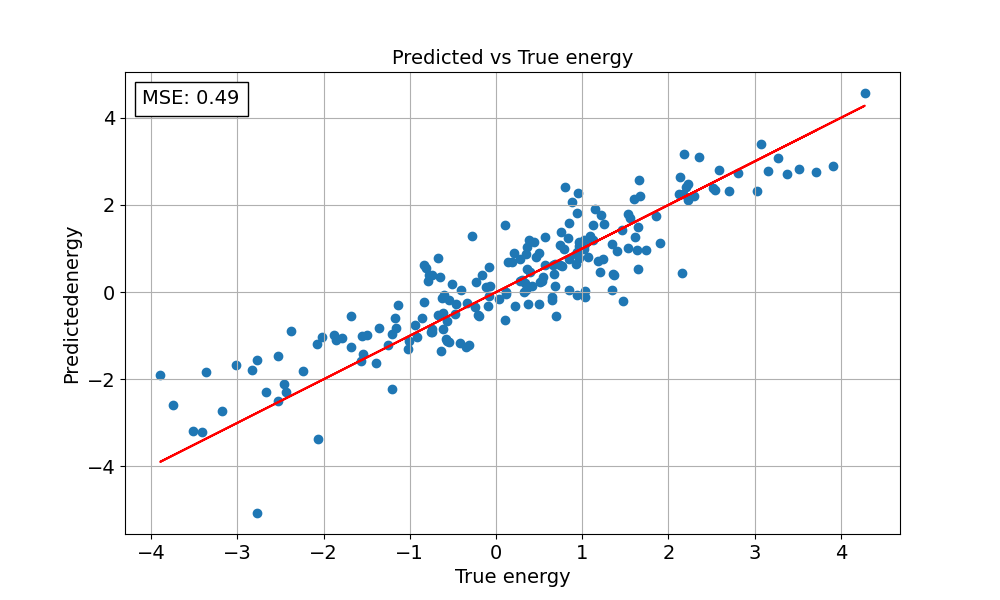 Predicted vs True energy
MSE: 0.49
4
2
0
−2
−4
Predictedenergy
−4 −3 −2 −1 0 1 2 3 4
True energy